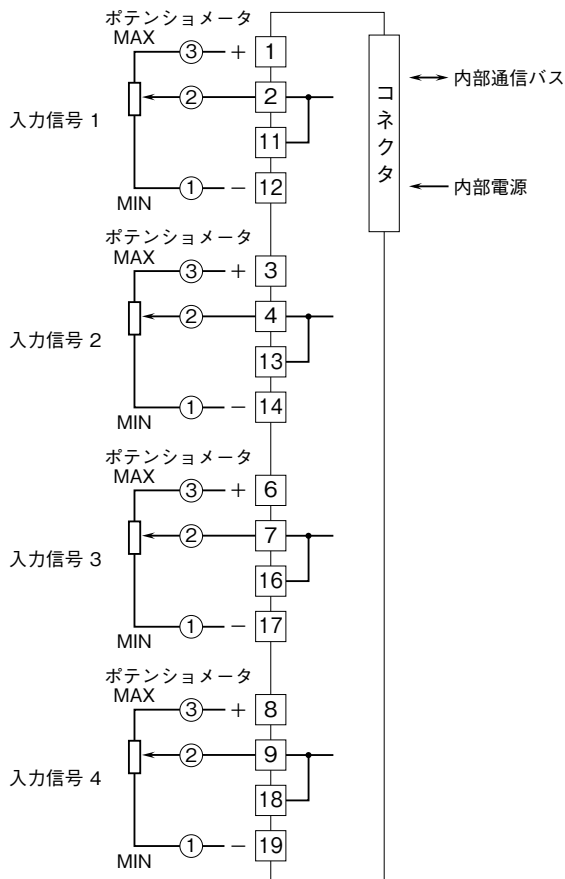 ポテンショメータ
MAX
③ + 1
② 2
入力信号 1
11
① − 12
MIN
コネクタ
内部通信バス
内部電源
ポテンショメータ
MAX
③ + 3
② 4
入力信号 2
13
① − 14
MIN
ポテンショメータ
MAX
③ + 6
② 7
入力信号 3
16
① − 17
MIN
ポテンショメータ
MAX
③ + 8
② 9
入力信号 4
18
① − 19
MIN